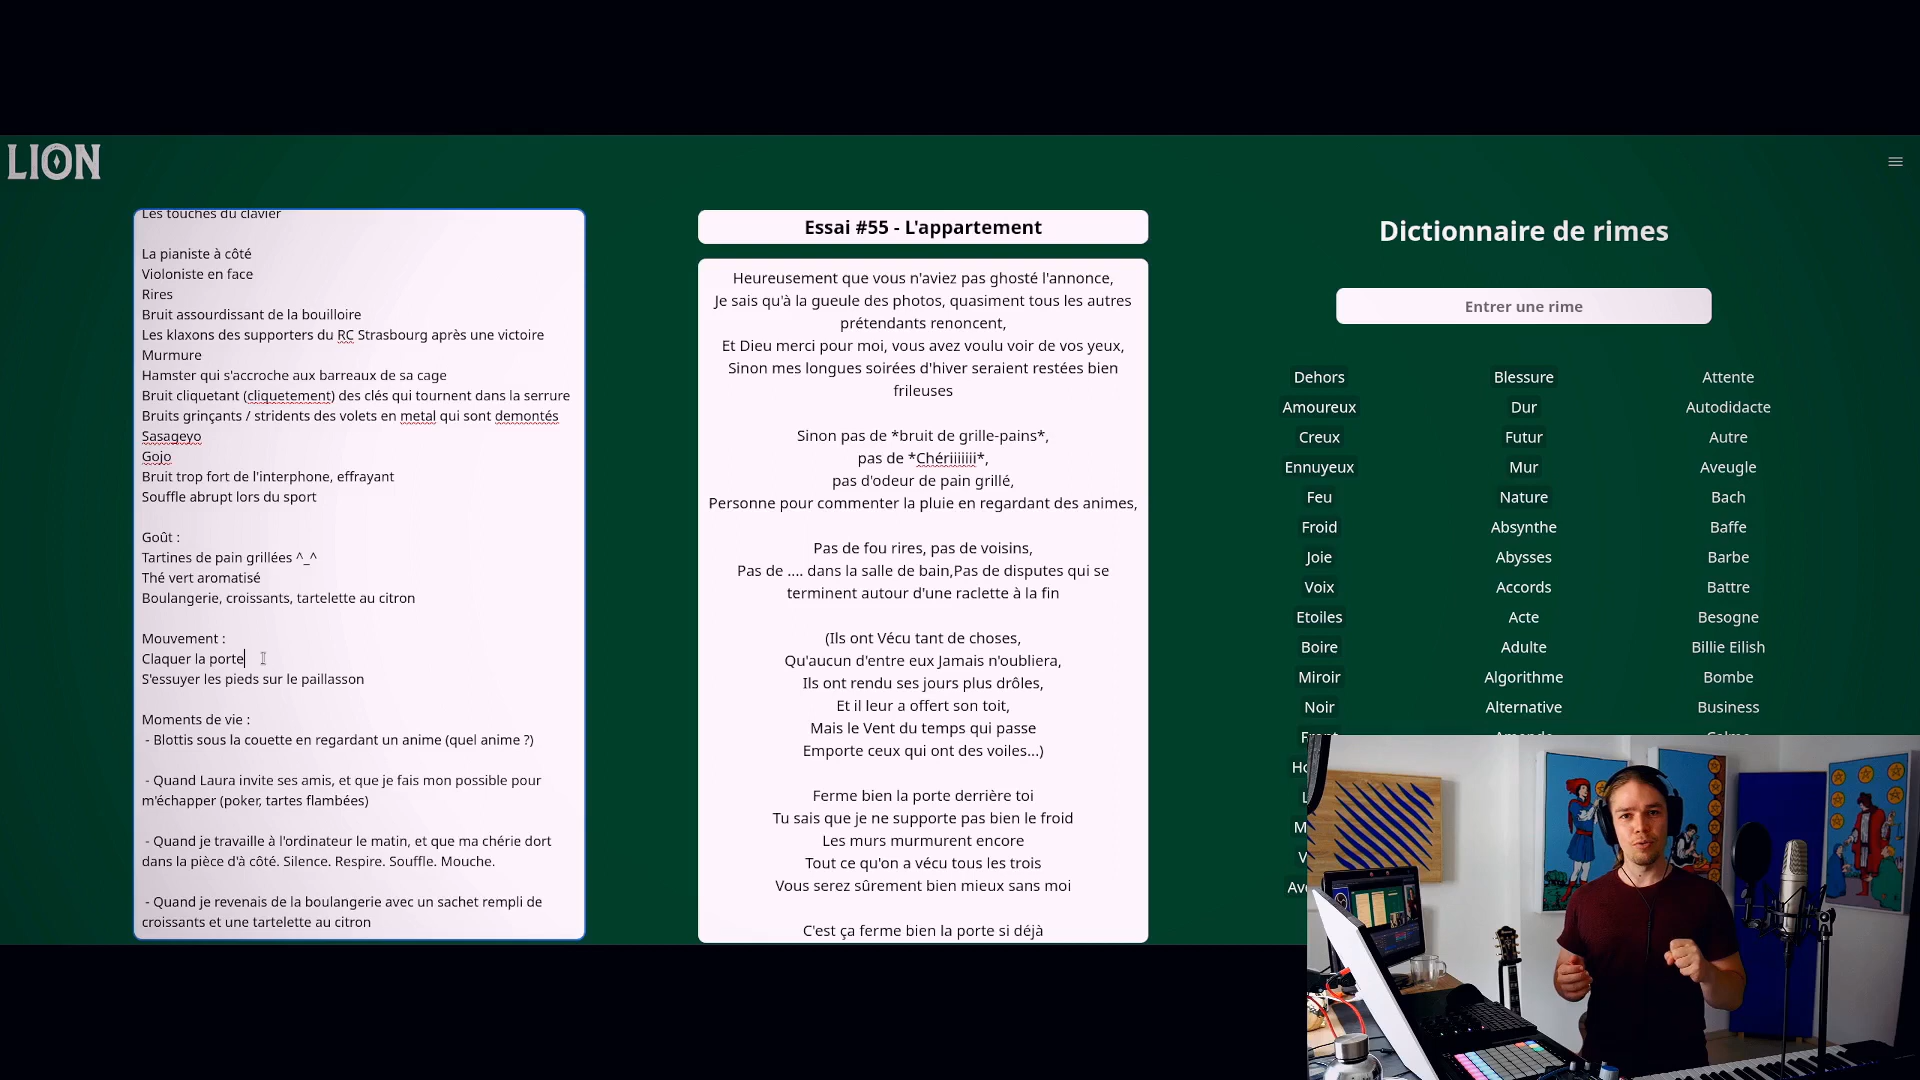 LION
Les touches du clavier
La pianiste à côté
Violoniste en face
Rires
Bruit assourdissant de la bouilloire
Les klaxons des supporters du RC Strasbourg après une victoire
Murmure
Hamster qui s'accroche aux barreaux de sa cage
Bruit cliquetant (cliquetement) des clés qui tournent dans la serrure
Bruits grinçants / stridents des volets en metal qui sont demontés
Sasageyo
Gojo
Bruit trop fort de l'interphone, effrayant
Souffle abrupt lors du sport
Goût :
Tartines de pain grillées ^_^
Thé vert aromatisé
Boulangerie, croissants, tartelette au citron
Mouvement :
Claquer la porte
S'essuyer les pieds sur le paillasson
Moments de vie :
- Blottis sous la couette en regardant un anime (quel anime ?)
- Quand Laura invite ses amis, et que je fais mon possible pour
m'échapper (poker, tartes flambées)
- Quand je travaille à l'ordinateur le matin, et que ma chérie dort
dans la pièce d'à côté. Silence. Respire. Souffle. Mouche.
- Quand je revenais de la boulangerie avec un sachet rempli de
croissants et une tartelette au citron
Essai #55 - L'appartement
Heureusement que vous n'aviez pas ghosté l'annonce,
Je sais qu'à la gueule des photos, quasiment tous les autres
prétendants renoncent,
Et Dieu merci pour moi, vous avez voulu voir de vos yeux,
Sinon mes longues soirées d'hiver seraient restées bien
frileuses
Sinon pas de *bruit de grille-pains*,
pas de *Chériiiiiii*,
pas d'odeur de pain grillé,
Personne pour commenter la pluie en regardant des animes,
Pas de fou rires, pas de voisins,
Pas de .... dans la salle de bain,Pas de disputes qui se
terminent autour d'une raclette à la fin
(Ils ont Vécu tant de choses,
Qu'aucun d'entre eux Jamais n'oubliera,
Ils ont rendu ses jours plus drôles,
Et il leur a offert son toit,
Mais le Vent du temps qui passe
Emporte ceux qui ont des voiles...)
Ferme bien la porte derrière toi
Tu sais que je ne supporte pas bien le froid
Les murs murmurent encore
Tout ce qu'on a vécu tous les trois
Vous serez sûrement bien mieux sans moi
C'est ça ferme bien la porte si déjà
Dictionnaire de rimes
Entrer une rime
Dehors Blessure Attente
Amoureux Dur Autodidacte
Creux Futur Autre
Ennuyeux Mur Aveugle
Feu Nature Bach
Froid Absynthe Baffe
Joie Abysses Barbe
Voix Accords Battre
Etoiles Acte Besogne
Boire Adulte Billie Eilish
Miroir Algorithme Bombe
Noir Alternative Business